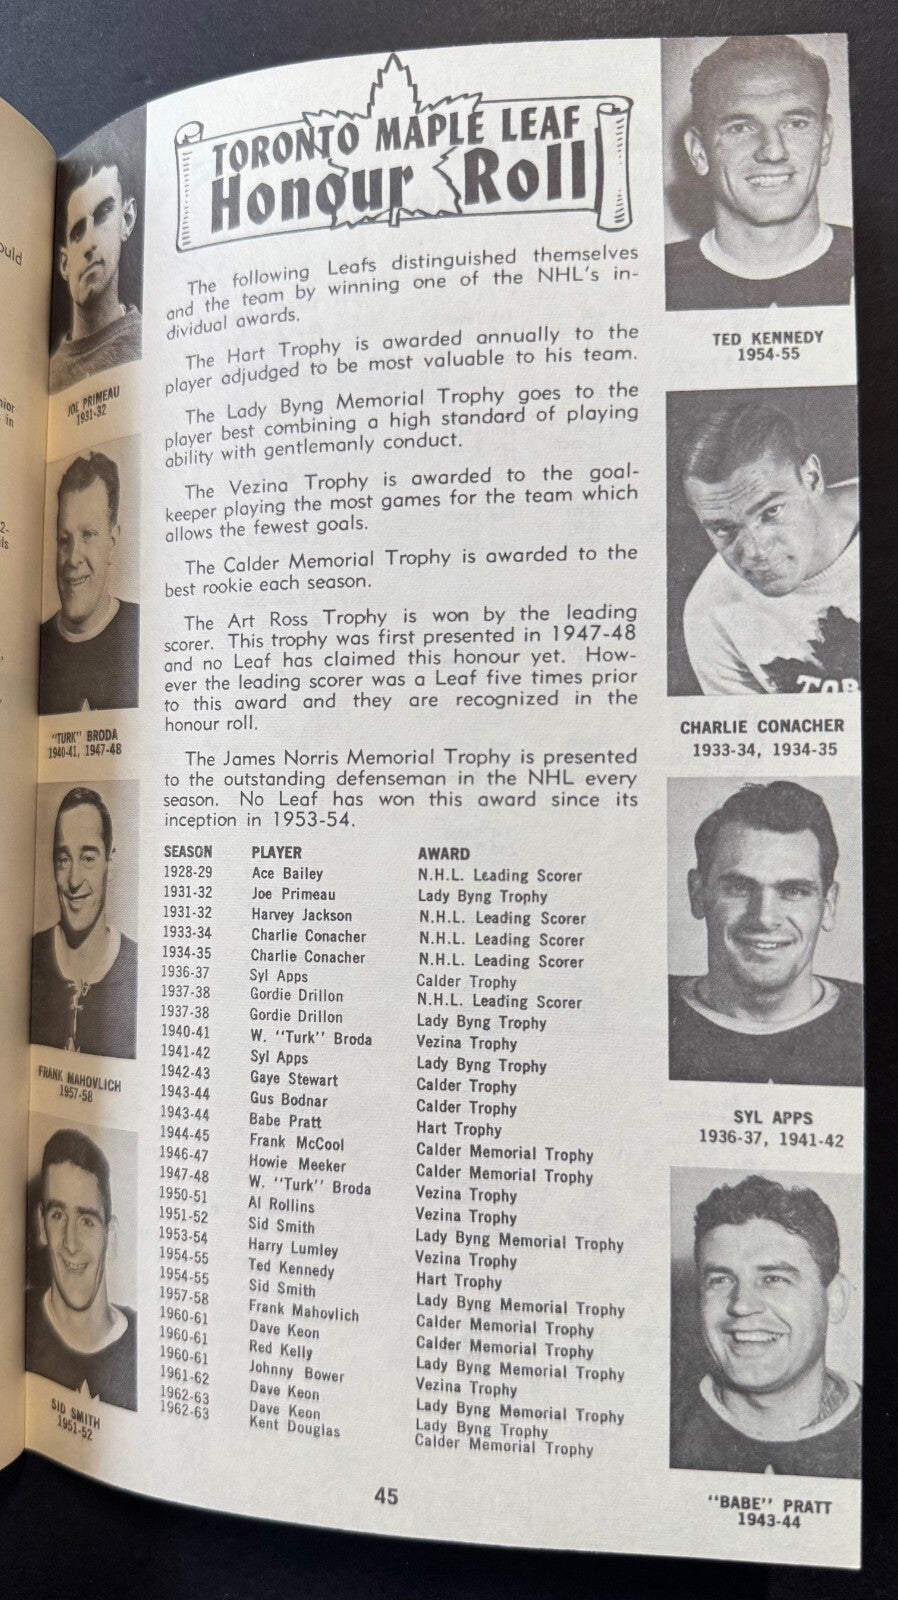 TORONTO MAPLE LEAF
Honour Roll
The following Leafs distinguished themselves
and the team by winning one of the NHL's in-
dividual awards.
The Hart Trophy is awarded annually to the
player adjudged to be most valuable to his team.
The Lady Byng Memorial Trophy goes to the
player best combining a high standard of playing
ability with gentlemanly conduct.
The Vezina Trophy is awarded to the goal-
keeper playing the most games for the team which
allows the fewest goals.
The Calder Memorial Trophy is awarded to the
best rookie each season.
The Art Ross Trophy is won by the leading
scorer. This trophy was first presented in 1947-48
and no Leaf has claimed this honour yet. How-
ever the leading scorer was a Leaf five times prior
to this award and they are recognized in the
honour roll.
The James Norris Memorial Trophy is presented
to the outstanding defenseman in the NHL every
season. No Leaf has won this award since its
inception in 1953-54.
SEASON PLAYER AWARD
1928-29 Ace Bailey N.H.L. Leading Scorer
1931-32 Joe Primeau Lady Byng Trophy
1931-32 Harvey Jackson N.H.L. Leading Scorer
1933-34 Charlie Conacher N.H.L. Leading Scorer
1934-35 Charlie Conacher N.H.L. Leading Scorer
1936-37 Syl Apps Calder Trophy
1937-38 Gordie Drillon N.H.L. Leading Scorer
1937-38 Gordie Drillon Lady Byng Trophy
1940-41 W. "Turk" Broda Vezina Trophy
1941-42 Syl Apps Lady Byng Trophy
1942-43 Gaye Stewart Calder Trophy
1943-44 Gus Bodnar Calder Trophy
1943-44 Babe Pratt Hart Trophy
1944-45 Frank McCool Calder Memorial Trophy
1946-47 Howie Meeker Calder Memorial Trophy
1947-48 W. "Turk" Broda Vezina Trophy
1950-51 Al Rollins Vezina Trophy
1951-52 Sid Smith Lady Byng Memorial Trophy
1953-54 Harry Lumley Vezina Trophy
1954-55 Ted Kennedy Hart Trophy
1954-55 Sid Smith Lady Byng Memorial Trophy
1957-58 Frank Mahovlich Calder Memorial Trophy
1960-61 Dave Keon Calder Memorial Trophy
1960-61 Red Kelly Lady Byng Memorial Trophy
1960-61 Johnny Bower Vezina Trophy
1961-62 Dave Keon Lady Byng Memorial Trophy
1962-63 Dave Keon Lady Byng Trophy
1962-63 Kent Douglas Calder Memorial Trophy
45
JOE PRIMEAU
1931-32
"TURK" BRODA
1940-41, 1947-48
FRANK MAHOVLICH
1957-58
SID SMITH
1951-52
TED KENNEDY
1954-55
CHARLIE CONACHER
1933-34, 1934-35
SYL APPS
1936-37, 1941-42
"BABE" PRATT
1943-44